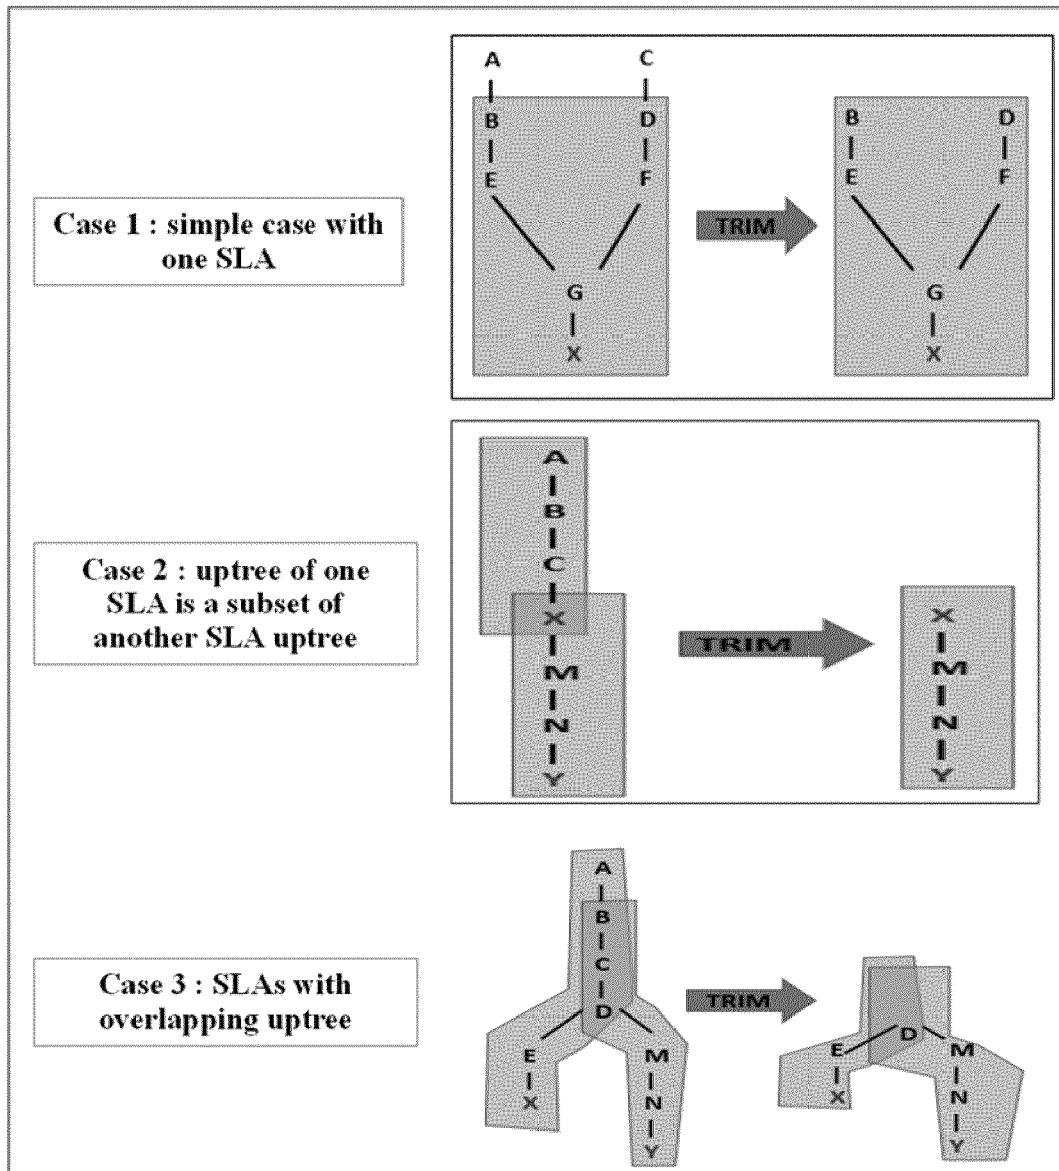 A C
B D
E F
G
X
TRIM
B D
E F
G
X
Case 1 : simple case with
one SLA
A
B
C
X
M
N
Y
TRIM
X
M
N
Y
Case 2 : uptree of one
SLA is a subset of
another SLA uptree
A
B
C
D
E M
X N
Y
TRIM
D
E M
X N
Y
Case 3 : SLAs with
overlapping uptree